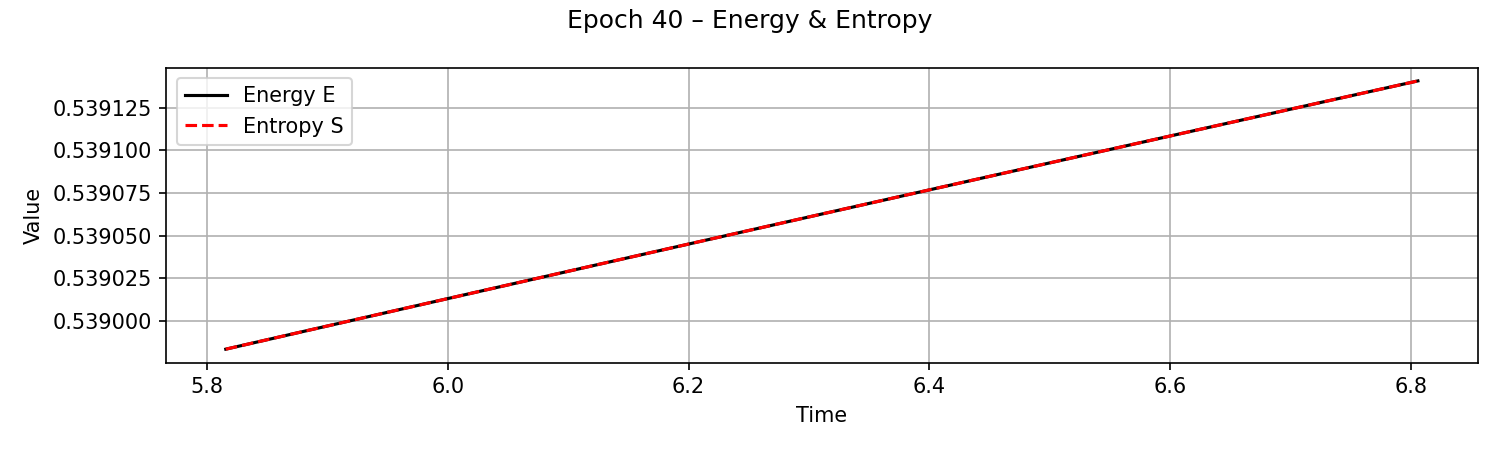 Epoch 40 – Energy & Entropy
Energy E
Entropy S
Value
0.539125
0.539100
0.539075
0.539050
0.539025
0.539000
5.8 6.0 6.2 6.4 6.6 6.8
Time